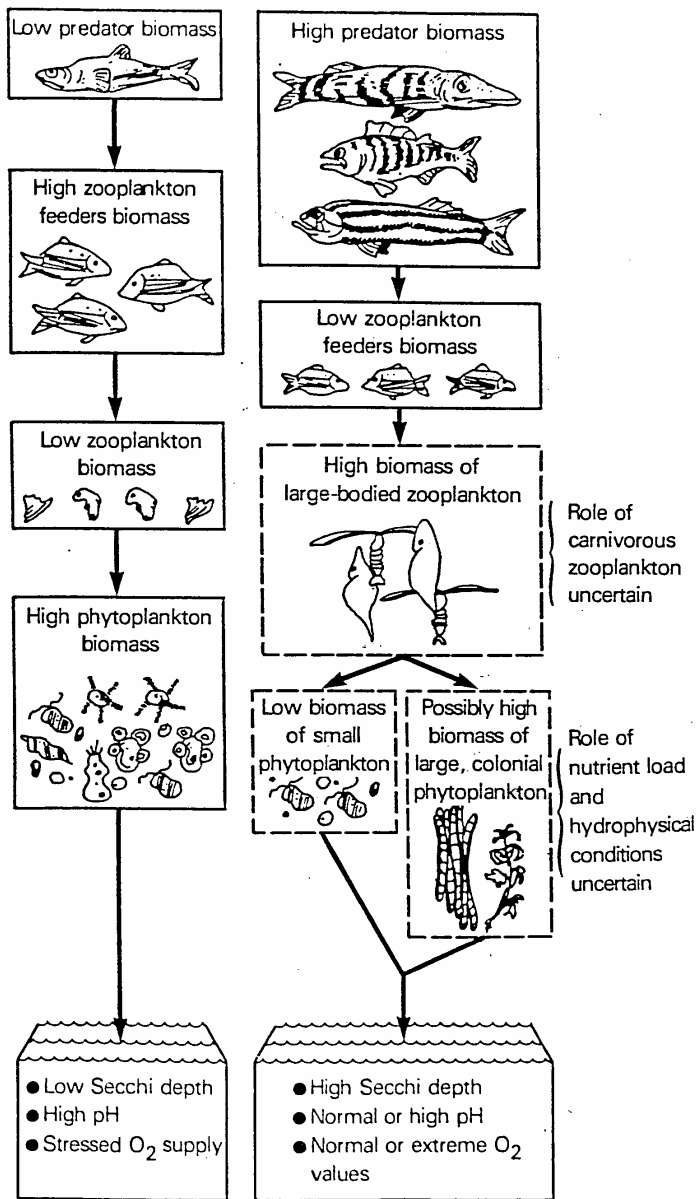 Low predator biomass
High zooplankton
feeders biomass
Low zooplankton
biomass
High phytoplankton
biomass
● Low Secchi depth
● High pH
● Stressed O2 supply
High predator biomass
Low zooplankton
feeders biomass
High biomass of
large-bodied zooplankton
Role of
carnivorous
zooplankton
uncertain
Low biomass
of small
phytoplankton
Possibly high
biomass of
large, colonial
phytoplankton
Role of
nutrient load
and
hydrophysical
conditions
uncertain
● High Secchi depth
● Normal or high pH
● Normal or extreme O2
values